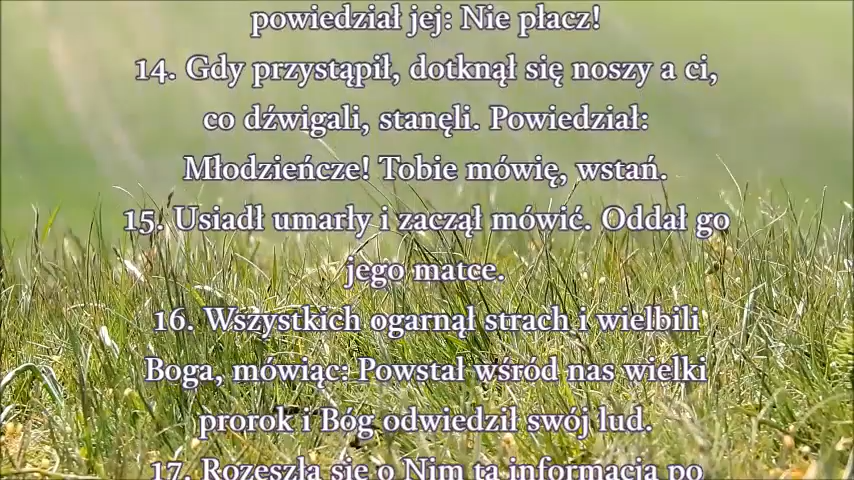 powiedział jej: Nie płacz!
14. Gdy przystąpił, dotknął się noszy a ci,
co dźwigali, stanęli. Powiedział:
Młodzieńcze! Tobie mówię, wstań.
15. Usiadł umarły i zaczął mówić. Oddał go
jego matce.
16. Wszystkich ogarnął strach i wielbili
Boga, mówiąc: Powstał wśród nas wielki
prorok i Bóg odwiedził swój lud.
17. Rozeszła się o Nim ta informacja po